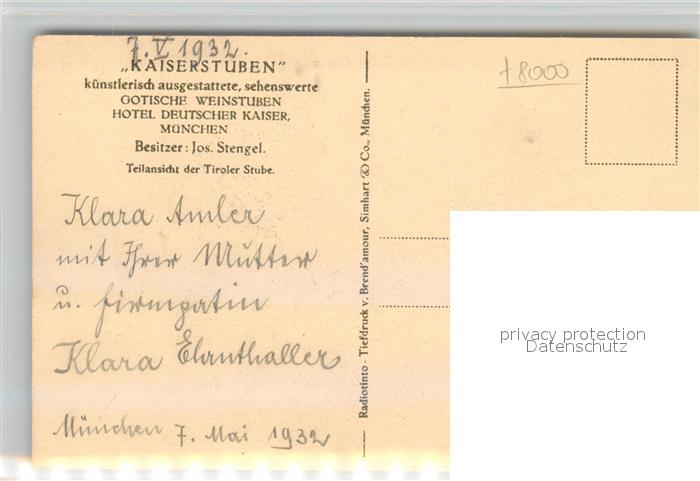 7. V 1932.
„KAISERSTUBEN"
künstlerisch ausgestattete, sehenswerte
GOTISCHE WEINSTUBEN
HOTEL DEUTSCHER KAISER,
MÜNCHEN
Besitzer: Jos. Stengel.
Teilansicht der Tiroler Stube.
Klara Amler
mit Ihrer Mutter
u. Firmpatin
Klara Ehnthaller
München 7. Mai 1932
Radiotinto - Tiefdruck v. Brend'amour, Simhart & Co., München.
+8000
privacy protection
Datenschutz